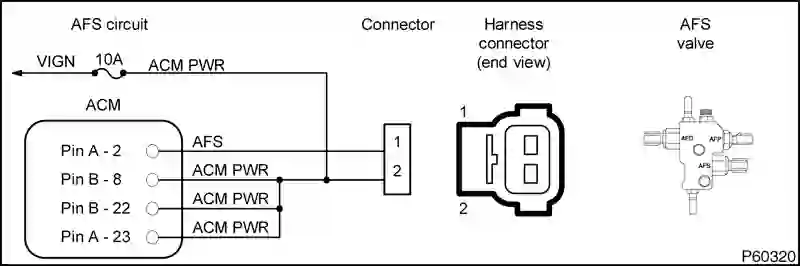 AFS circuit
Connector
Harness
connector
(end view)
AFS
valve
VIGN
10A
ACM PWR
ACM
Pin A - 2
AFS
Pin B - 8
ACM PWR
Pin B - 22
ACM PWR
Pin A - 23
ACM PWR
1
2
1
2
AED
AFP
AFS
P60320